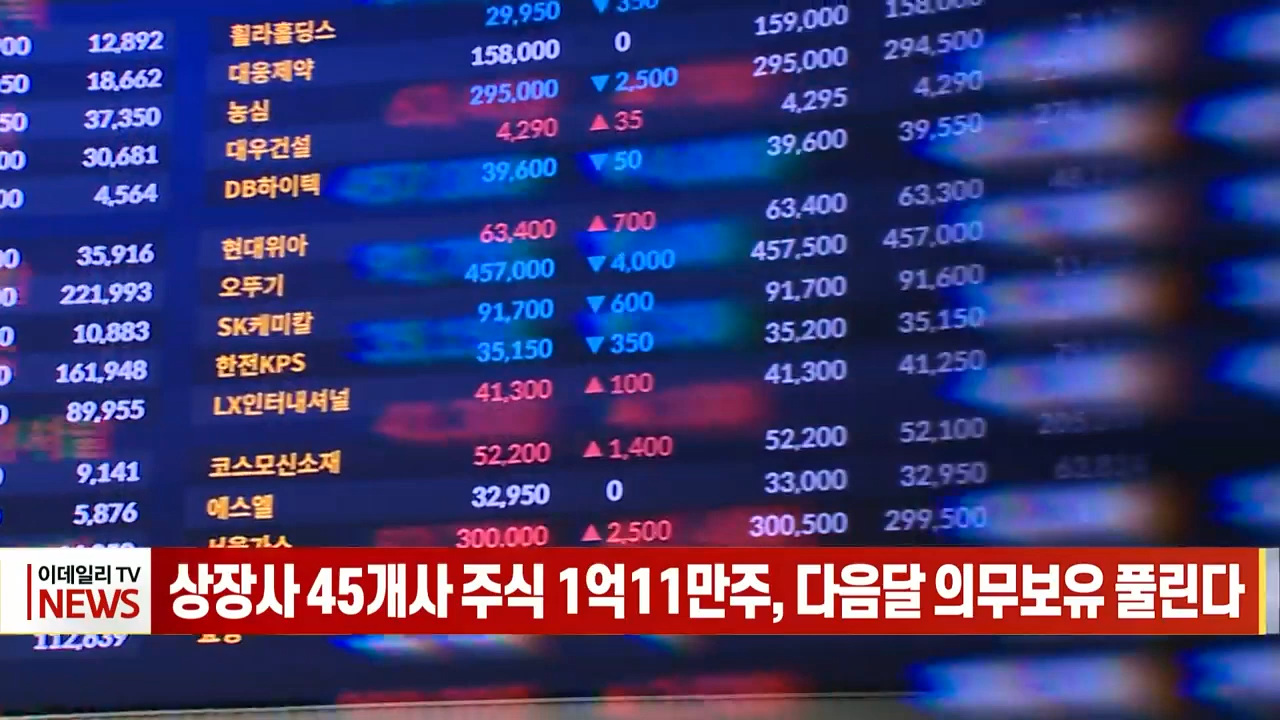 29,950 ▼350
12,892 휠라홀딩스 158,000 0 159,000 158,000
18,662 대웅제약 295,000 ▼2,500 295,000 294,500
37,350 농심 4,290 ▲35 4,295 4,290
30,681 대우건설 39,600 ▼50 39,600 39,550
4,564 DB하이텍
35,916 현대위아 63,400 ▲700 63,400 63,300
221,993 오뚜기 457,000 ▼4,000 457,500 457,000
10,883 SK케미칼 91,700 ▼600 91,700 91,600
161,948 한전KPS 35,150 ▼350 35,200 35,150
89,955 LX인터내셔널 41,300 ▲100 41,300 41,250
9,141 코스모신소재 52,200 ▲1,400 52,200 52,100
5,876 에스엘 32,950 0 33,000 32,950
서울가스 300,000 ▲2,500 300,500 299,500
이데일리 TV
NEWS
상장사 45개사 주식 1억11만주, 다음달 의무보유 풀린다
112,639